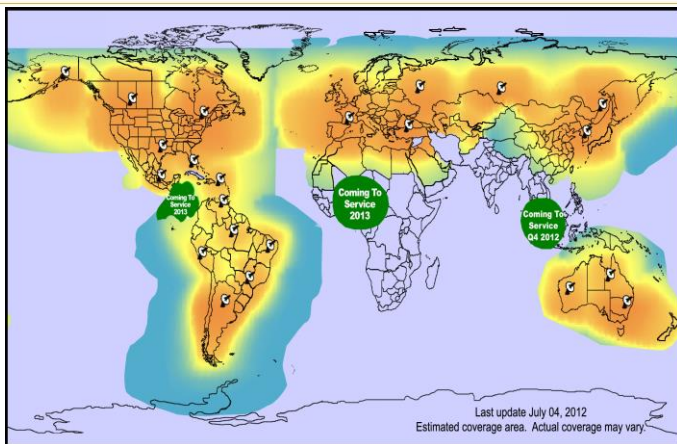 Coming To
Service
2013
Coming To
Service
2013
Coming To
Service
Q4 2012
Last update July 04, 2012
Estimated coverage area. Actual coverage may vary.